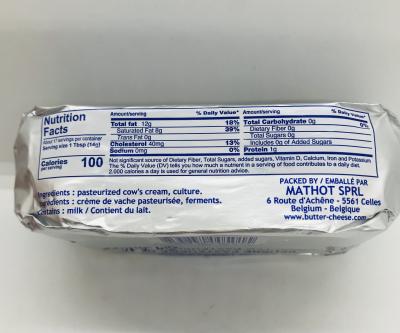 Nutrition
Facts
About 17 servings per container
Serving size 1 Tbsp (14g)
Calories
per serving
100
Amount/serving % Daily Value*
Total fat 12g 18%
Saturated Fat 8g 39%
Trans Fat 0g
Cholesterol 40mg 13%
Sodium 0mg 0%
Amount/serving % Daily Value*
Total Carbohydrate 0g 0%
Dietary Fiber 0g
Total Sugars 0g
Includes 0g of Added Sugars
Protein 1g
Not significant source of Dietary Fiber, Total Sugars, added sugars, Vitamin D, Calcium, Iron and Potassium
The % Daily Value (DV) tells you how much a nutrient in a serving of food contributes to a daily diet.
2,000 calories a day is used for general nutrition advice.
Ingredients : pasteurized cow's cream, culture.
Ingrédients : crème de vache pasteurisée, ferments.
Contains : milk / Contient du lait.
PACKED BY / EMBALLÉ PAR
MATHOT SPRL
6 Route d'Achêne - 5561 Celles
Belgium - Belgique
www.butter-cheese.com